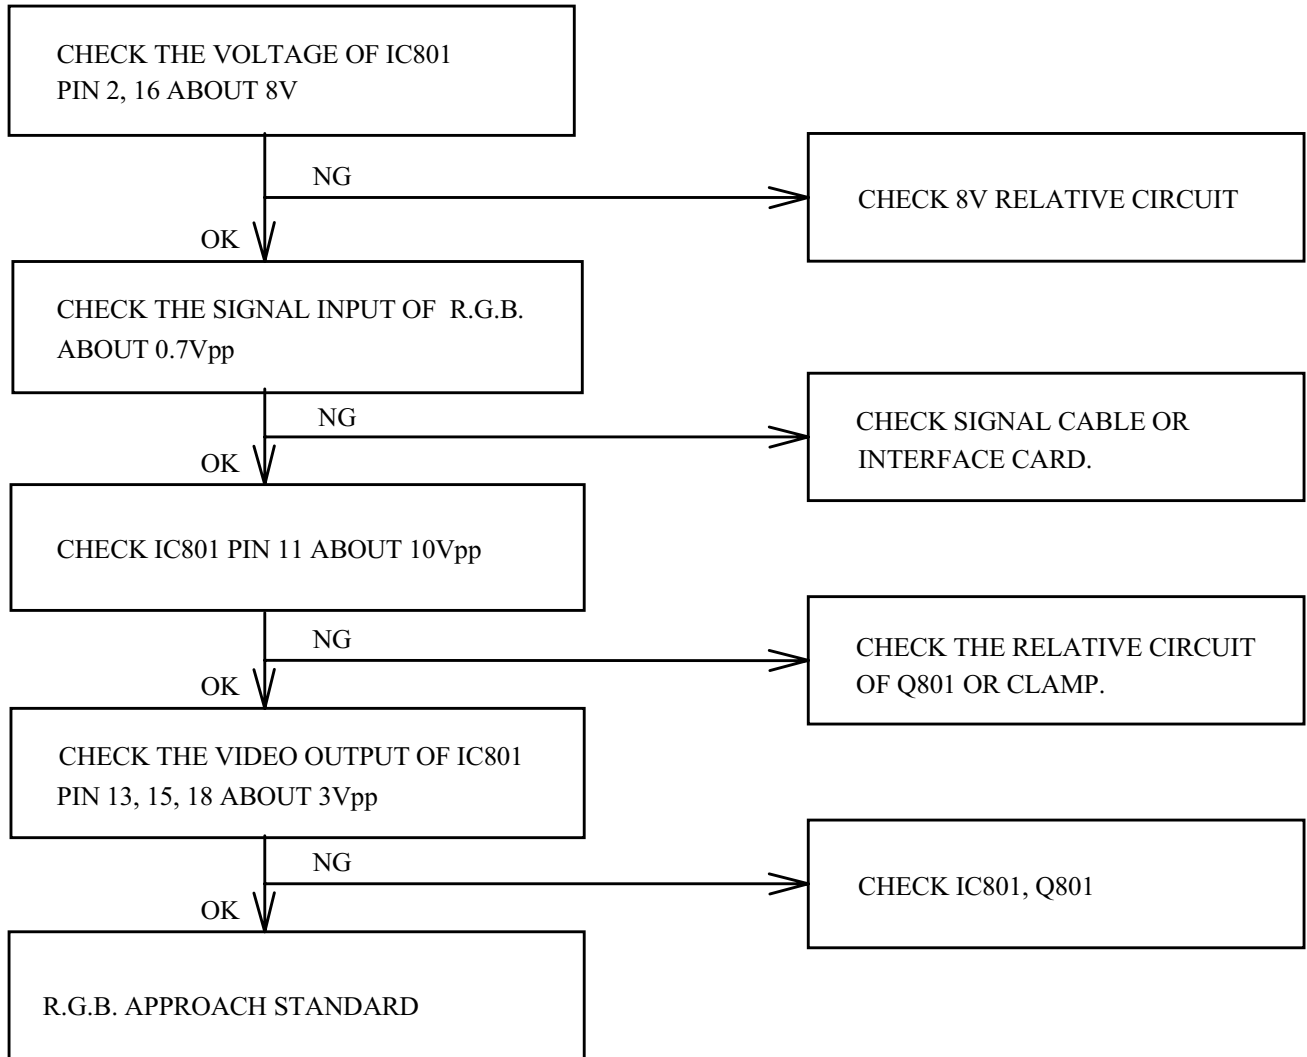 CHECK THE VOLTAGE OF IC801
PIN 2, 16 ABOUT 8V
NG
CHECK 8V RELATIVE CIRCUIT
OK
CHECK THE SIGNAL INPUT OF R.G.B.
ABOUT 0.7Vpp
NG
CHECK SIGNAL CABLE OR
INTERFACE CARD.
OK
CHECK IC801 PIN 11 ABOUT 10Vpp
NG
CHECK THE RELATIVE CIRCUIT
OF Q801 OR CLAMP.
OK
CHECK THE VIDEO OUTPUT OF IC801
PIN 13, 15, 18 ABOUT 3Vpp
NG
CHECK IC801, Q801
OK
R.G.B. APPROACH STANDARD